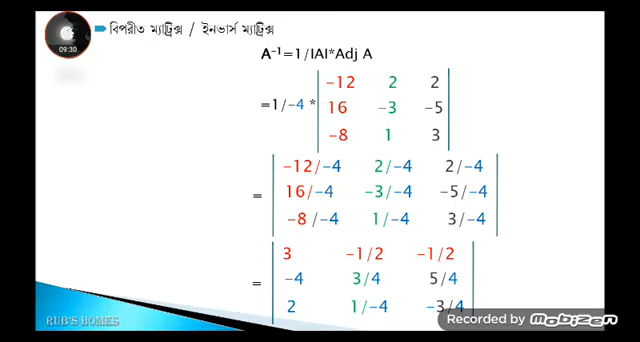 বিপরীত ম্যাট্রিক্স / ইনভার্স ম্যাট্রিক্স
09:30
A⁻¹=1/IAI*Adj A
=1/-4 *
-12 2 2
16 -3 -5
-8 1 3
=
-12/-4 2/-4 2/-4
16/-4 -3/-4 -5/-4
-8/-4 1/-4 3/-4
=
3 -1/2 -1/2
-4 3/4 5/4
2 1/-4 -3/4
RUB'S HOMES
Recorded by Mobizen